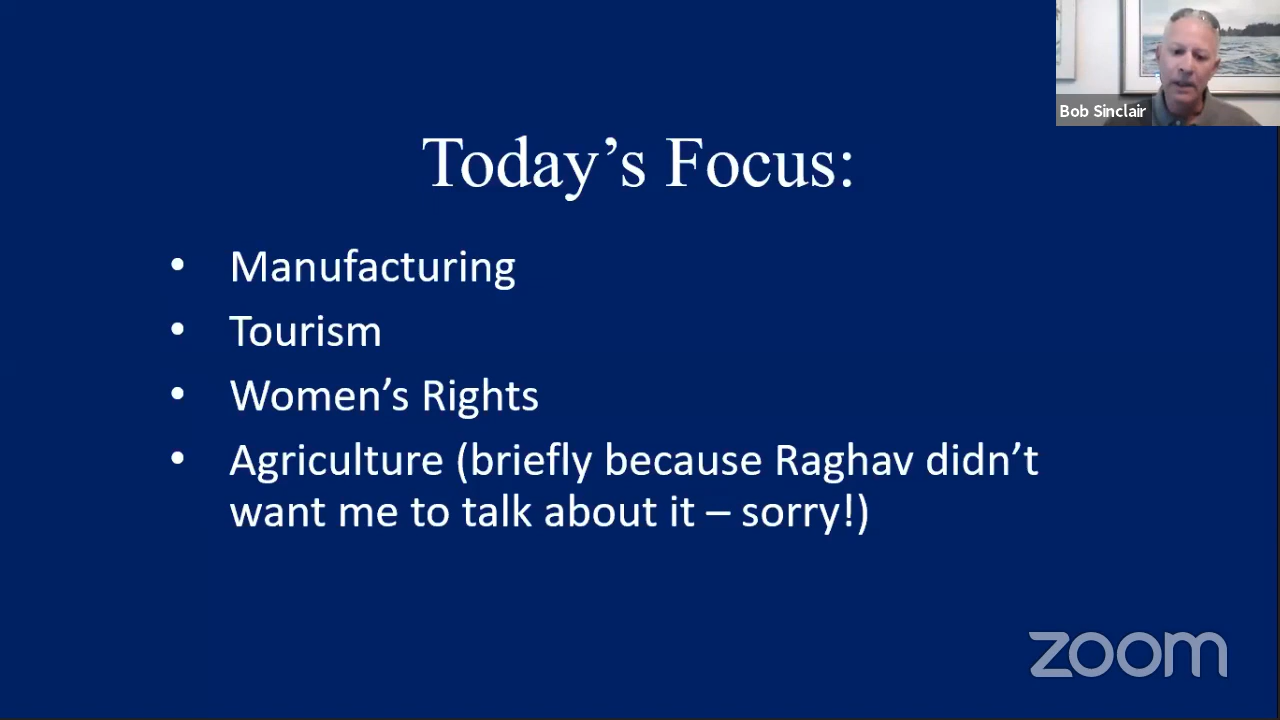 Bob Sinclair
Today’s Focus:
• Manufacturing
• Tourism
• Women’s Rights
• Agriculture (briefly because Raghav didn’t
want me to talk about it – sorry!)
zoom